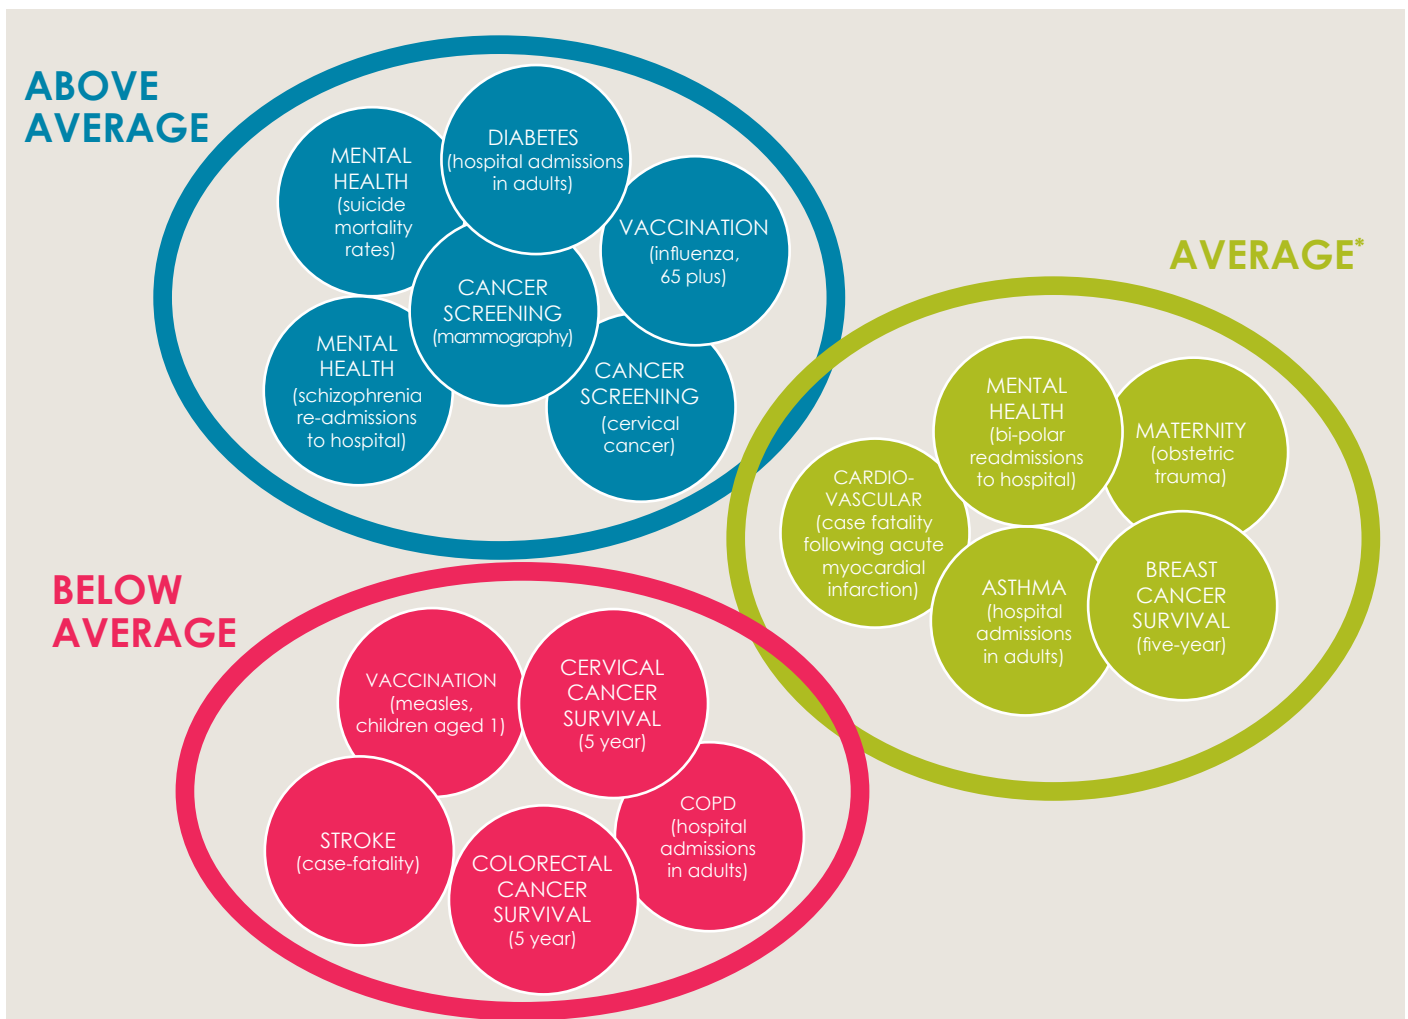 ABOVE
AVERAGE
DIABETES
(hospital admissions
in adults)
MENTAL
HEALTH
(suicide
mortality
rates)
VACCINATION
(influenza,
65 plus)
CANCER
SCREENING
(mammography)
MENTAL
HEALTH
(schizophrenia
re-admissions
to hospital)
CANCER
SCREENING
(cervical
cancer)
AVERAGE*
MENTAL
HEALTH
(bi-polar
readmissions
to hospital)
MATERNITY
(obstetric
trauma)
CARDIO-
VASCULAR
(case fatality
following acute
myocardial
infarction)
ASTHMA
(hospital
admissions
in adults)
BREAST
CANCER
SURVIVAL
(five-year)
BELOW
AVERAGE
VACCINATION
(measles,
children aged 1)
CERVICAL
CANCER
SURVIVAL
(5 year)
STROKE
(case-fatality)
COLORECTAL
CANCER
SURVIVAL
(5 year)
COPD
(hospital
admissions
in adults)